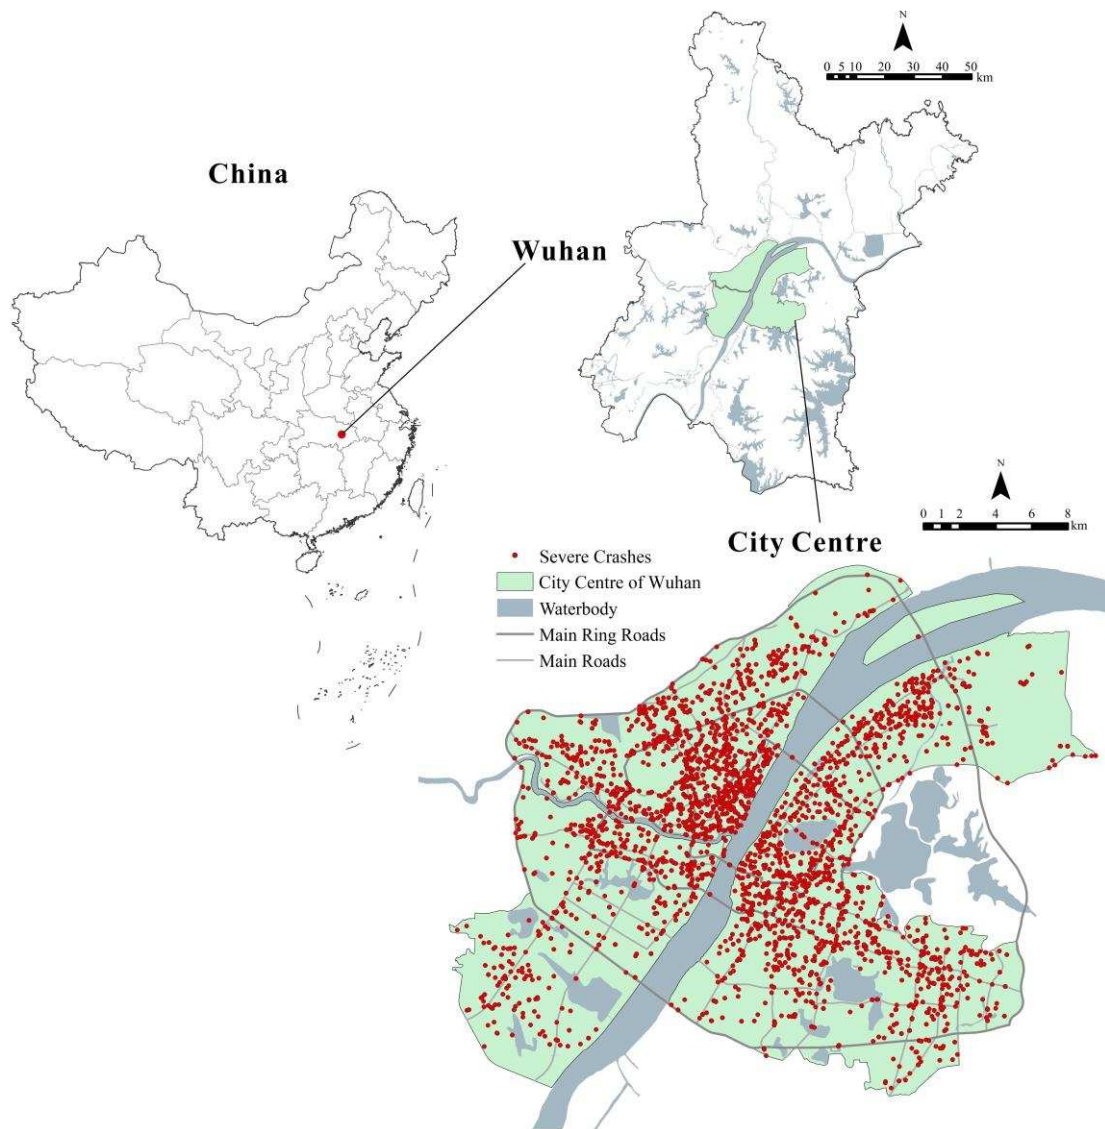 N
0 5 10 20 30 40 50
km
China
Wuhan
N
0 1 2 4 6 8
km
City Centre
Severe Crashes
City Centre of Wuhan
Waterbody
Main Ring Roads
Main Roads